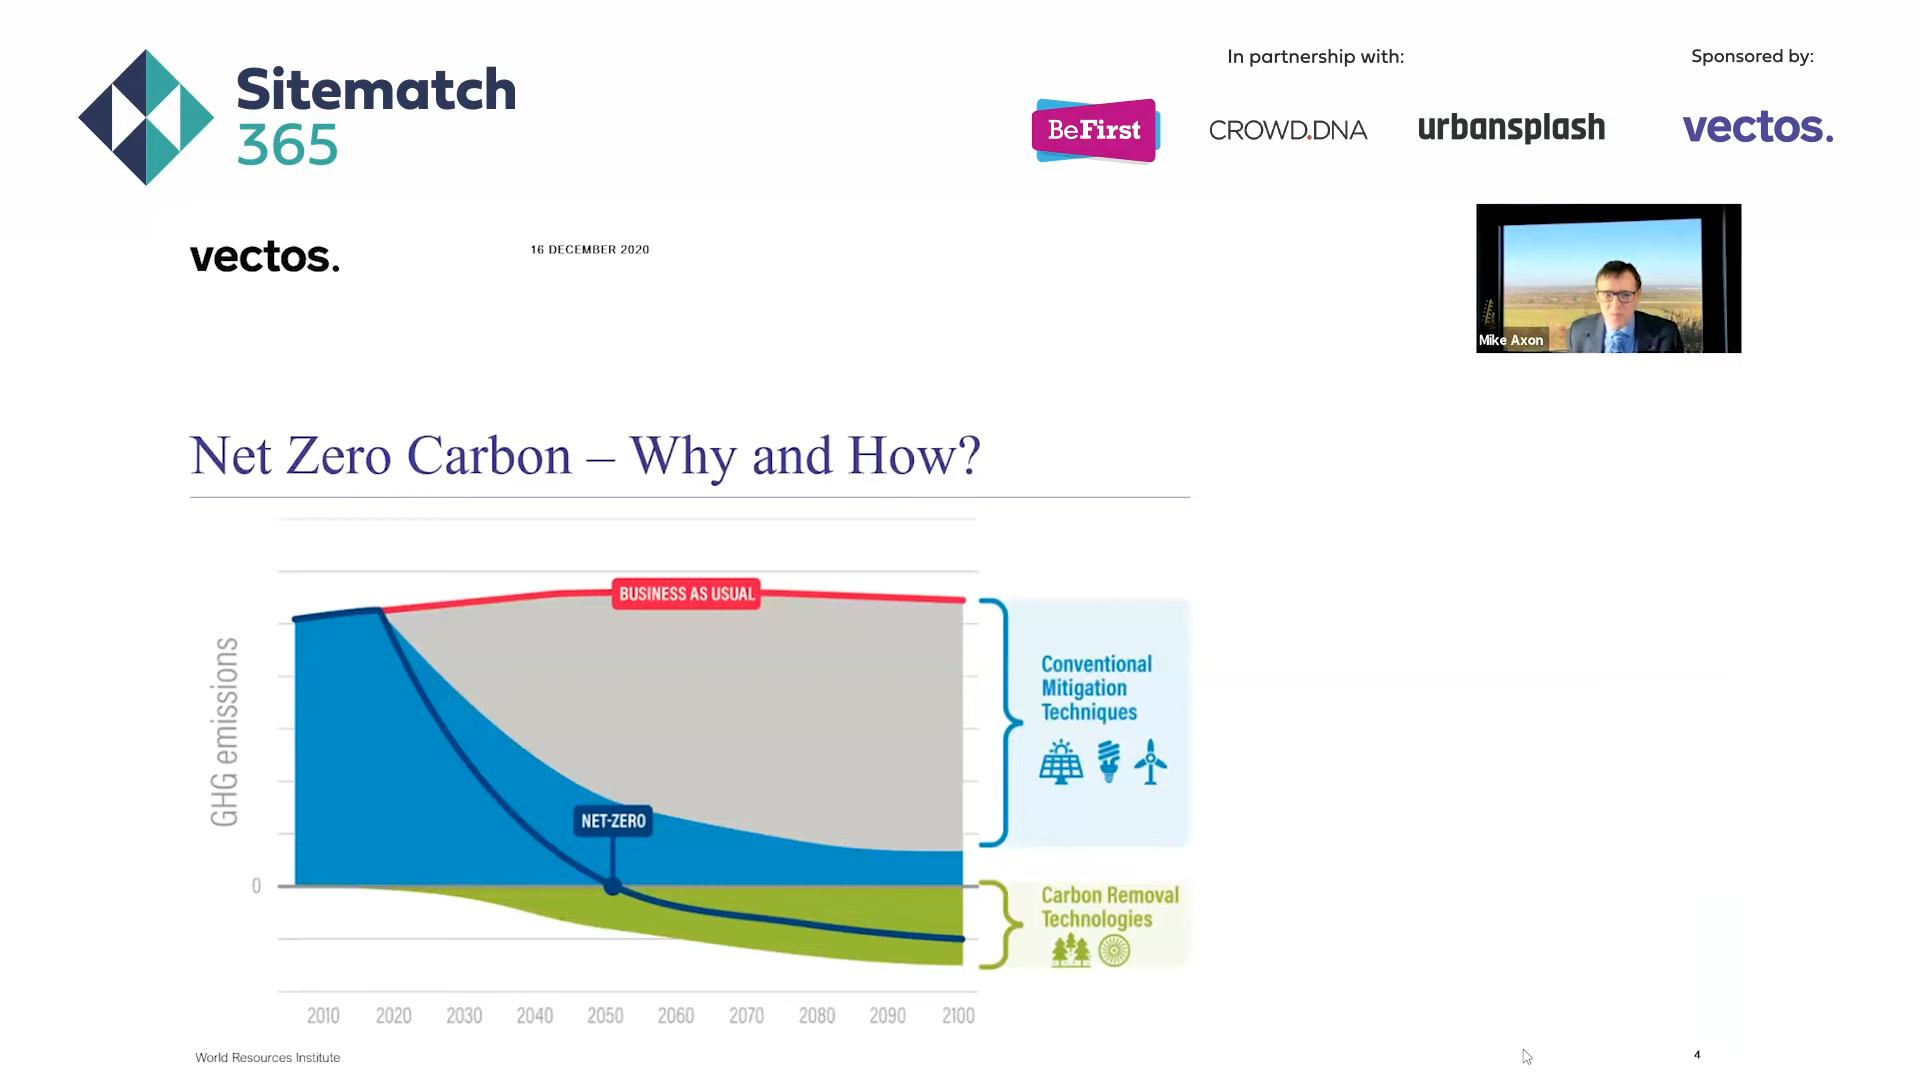 Sitematch
365
In partnership with:
Sponsored by:
BeFirst
CROWD.DNA
urbansplash
vectos.
vectos.
16 DECEMBER 2020
Mike Axon
Net Zero Carbon – Why and How?
BUSINESS AS USUAL
GHG emissions
Conventional
Mitigation
Techniques
NET-ZERO
0
Carbon Removal
Technologies
2010 2020 2030 2040 2050 2060 2070 2080 2090 2100
World Resources Institute
4